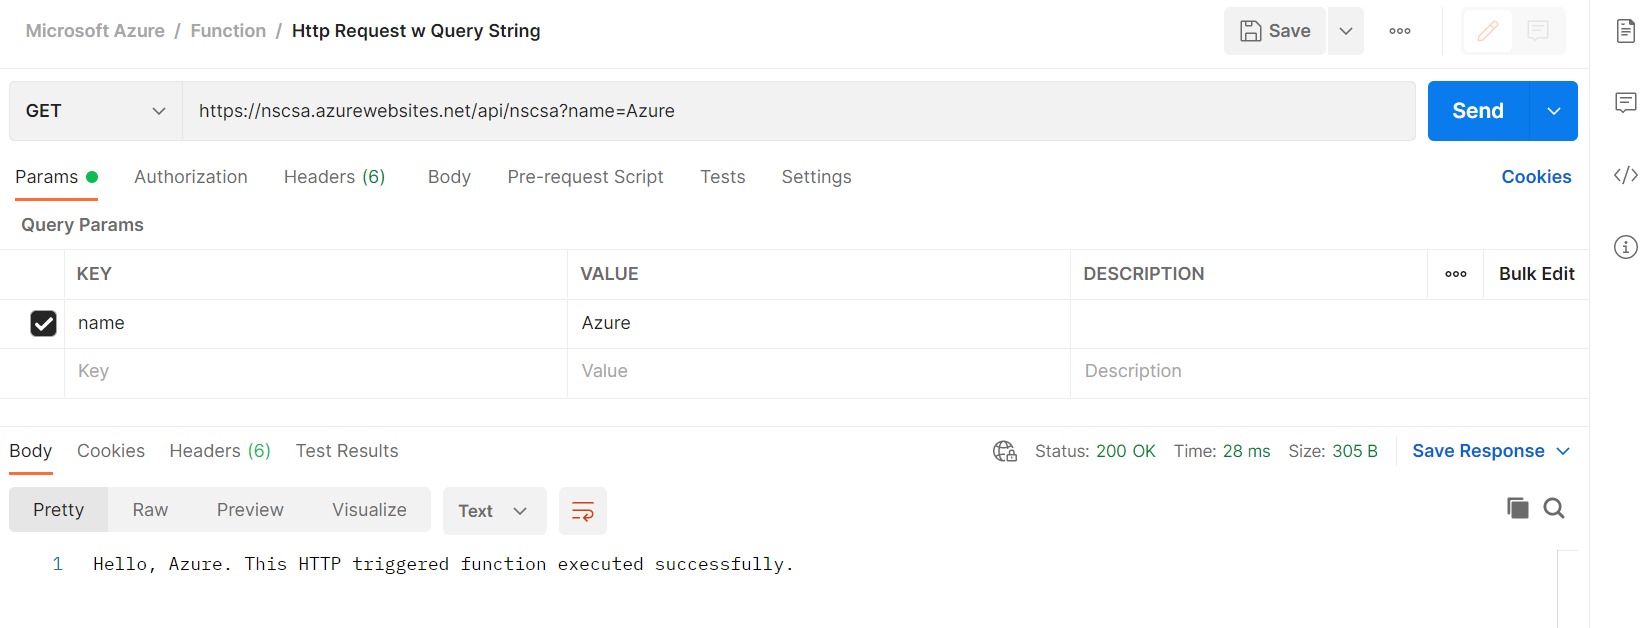 Microsoft Azure / Function / Http Request w Query String Save
GET https://nscsa.azurewebsites.net/api/nscsa?name=Azure Send
Params Authorization Headers (6) Body Pre-request Script Tests Settings Cookies
Query Params
KEY VALUE DESCRIPTION Bulk Edit
name Azure
Key Value Description
Body Cookies Headers (6) Test Results Status: 200 OK Time: 28 ms Size: 305 B Save Response
Pretty Raw Preview Visualize Text
1 Hello, Azure. This HTTP triggered function executed successfully.